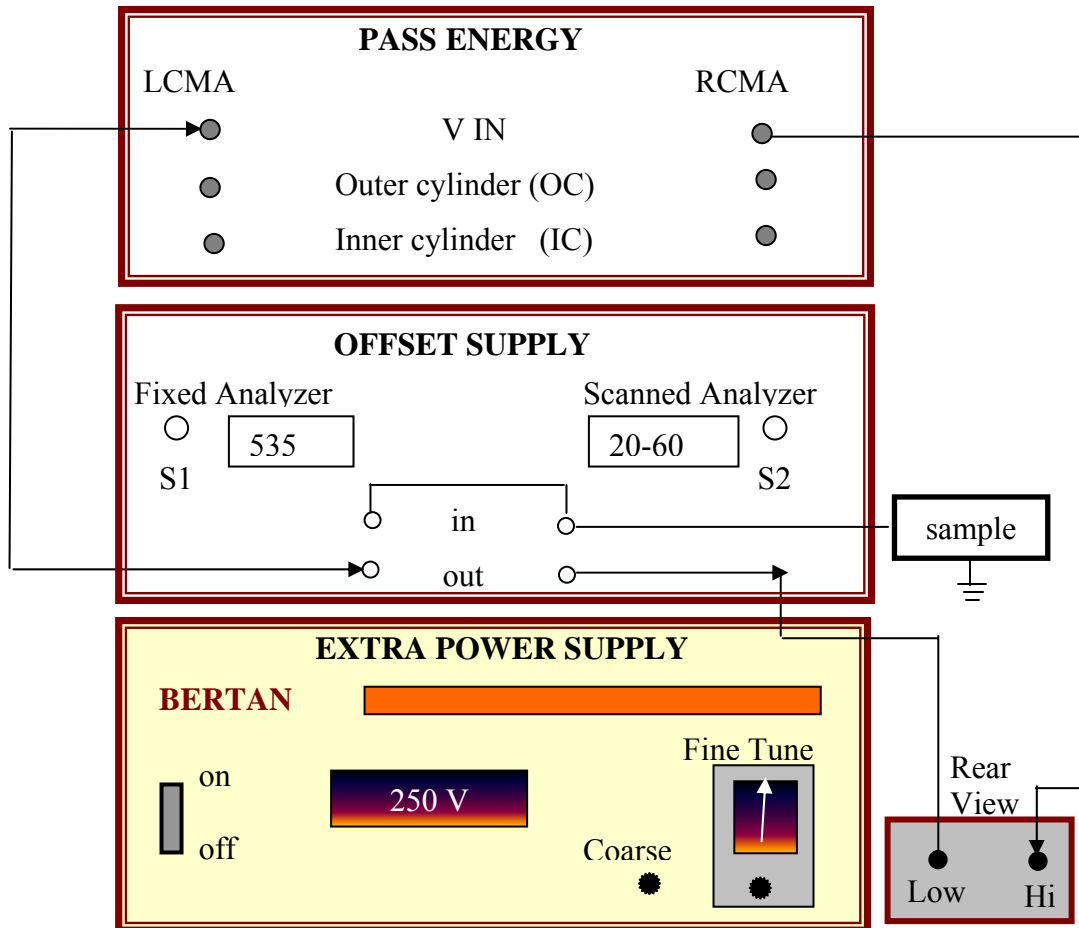 PASS ENERGY
LCMA
RCMA
V IN
Outer cylinder (OC)
Inner cylinder (IC)
OFFSET SUPPLY
Fixed Analyzer
Scanned Analyzer
535
20-60
S1
S2
in
out
sample
EXTRA POWER SUPPLY
BERTAN
Fine Tune
on
250 V
off
Coarse
Rear
View
Low
Hi